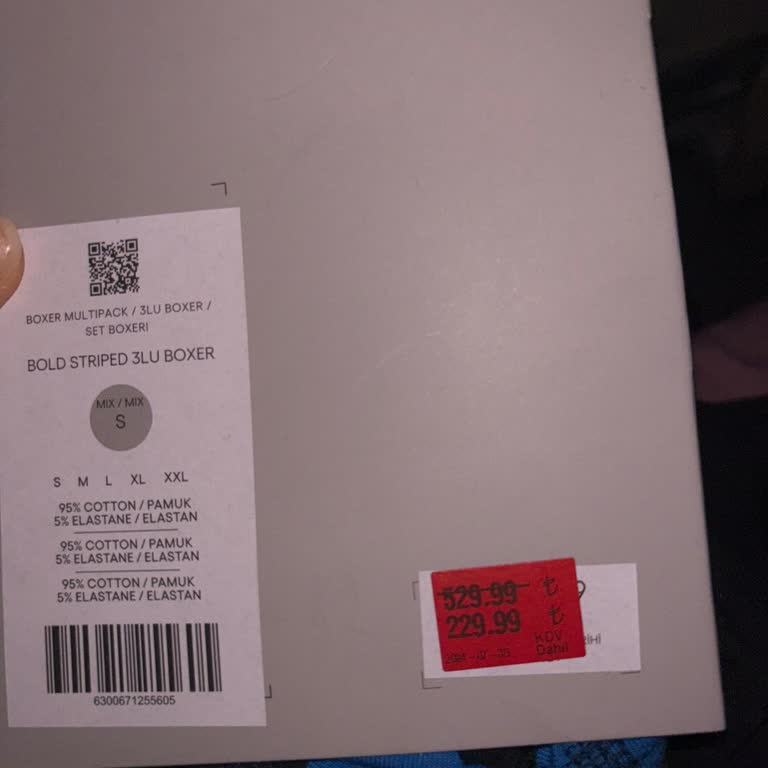 BOXER MULTIPACK / 3LU BOXER /
SET BOXERI
BOLD STRIPED 3LU BOXER
MIX / MIX
S
S M L XL XXL
95% COTTON / PAMUK
5% ELASTANE / ELASTAN
95% COTTON / PAMUK
5% ELASTANE / ELASTAN
95% COTTON / PAMUK
5% ELASTANE / ELASTAN
6300671255605
529.99 ₺
229.99 ₺
KDV
Dahil
9